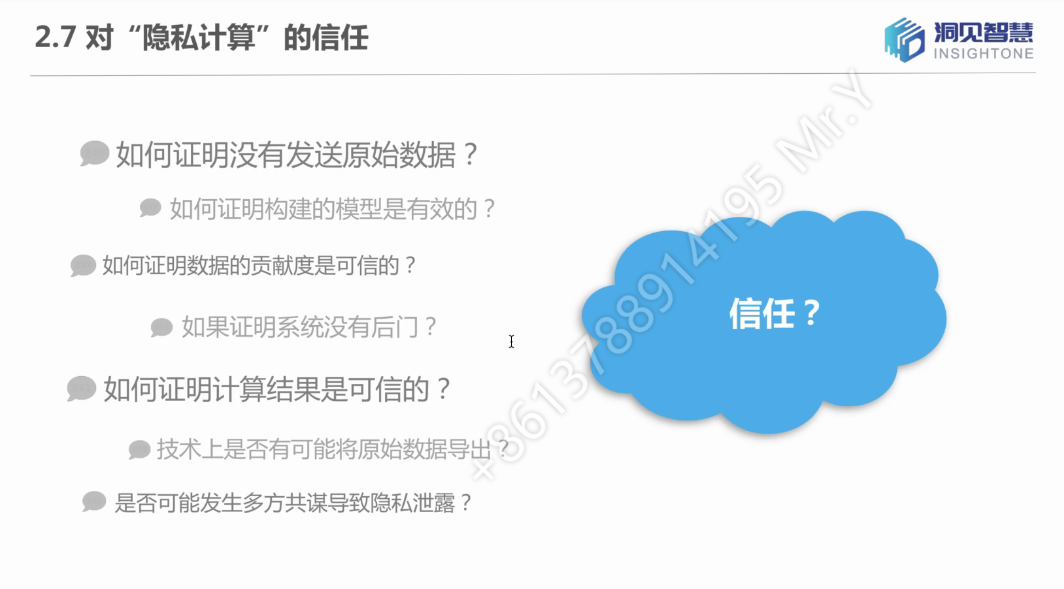 2.7 对“隐私计算”的信任
洞见智慧
INSIGHTONE
如何证明没有发送原始数据？
如何证明构建的模型是有效的？
如何证明数据的贡献度是可信的？
如果证明系统没有后门？
如何证明计算结果是可信的？
技术上是否有可能将原始数据导出？
是否可能发生多方共谋导致隐私泄露？
信任？
+8613788914195 Mr.Y